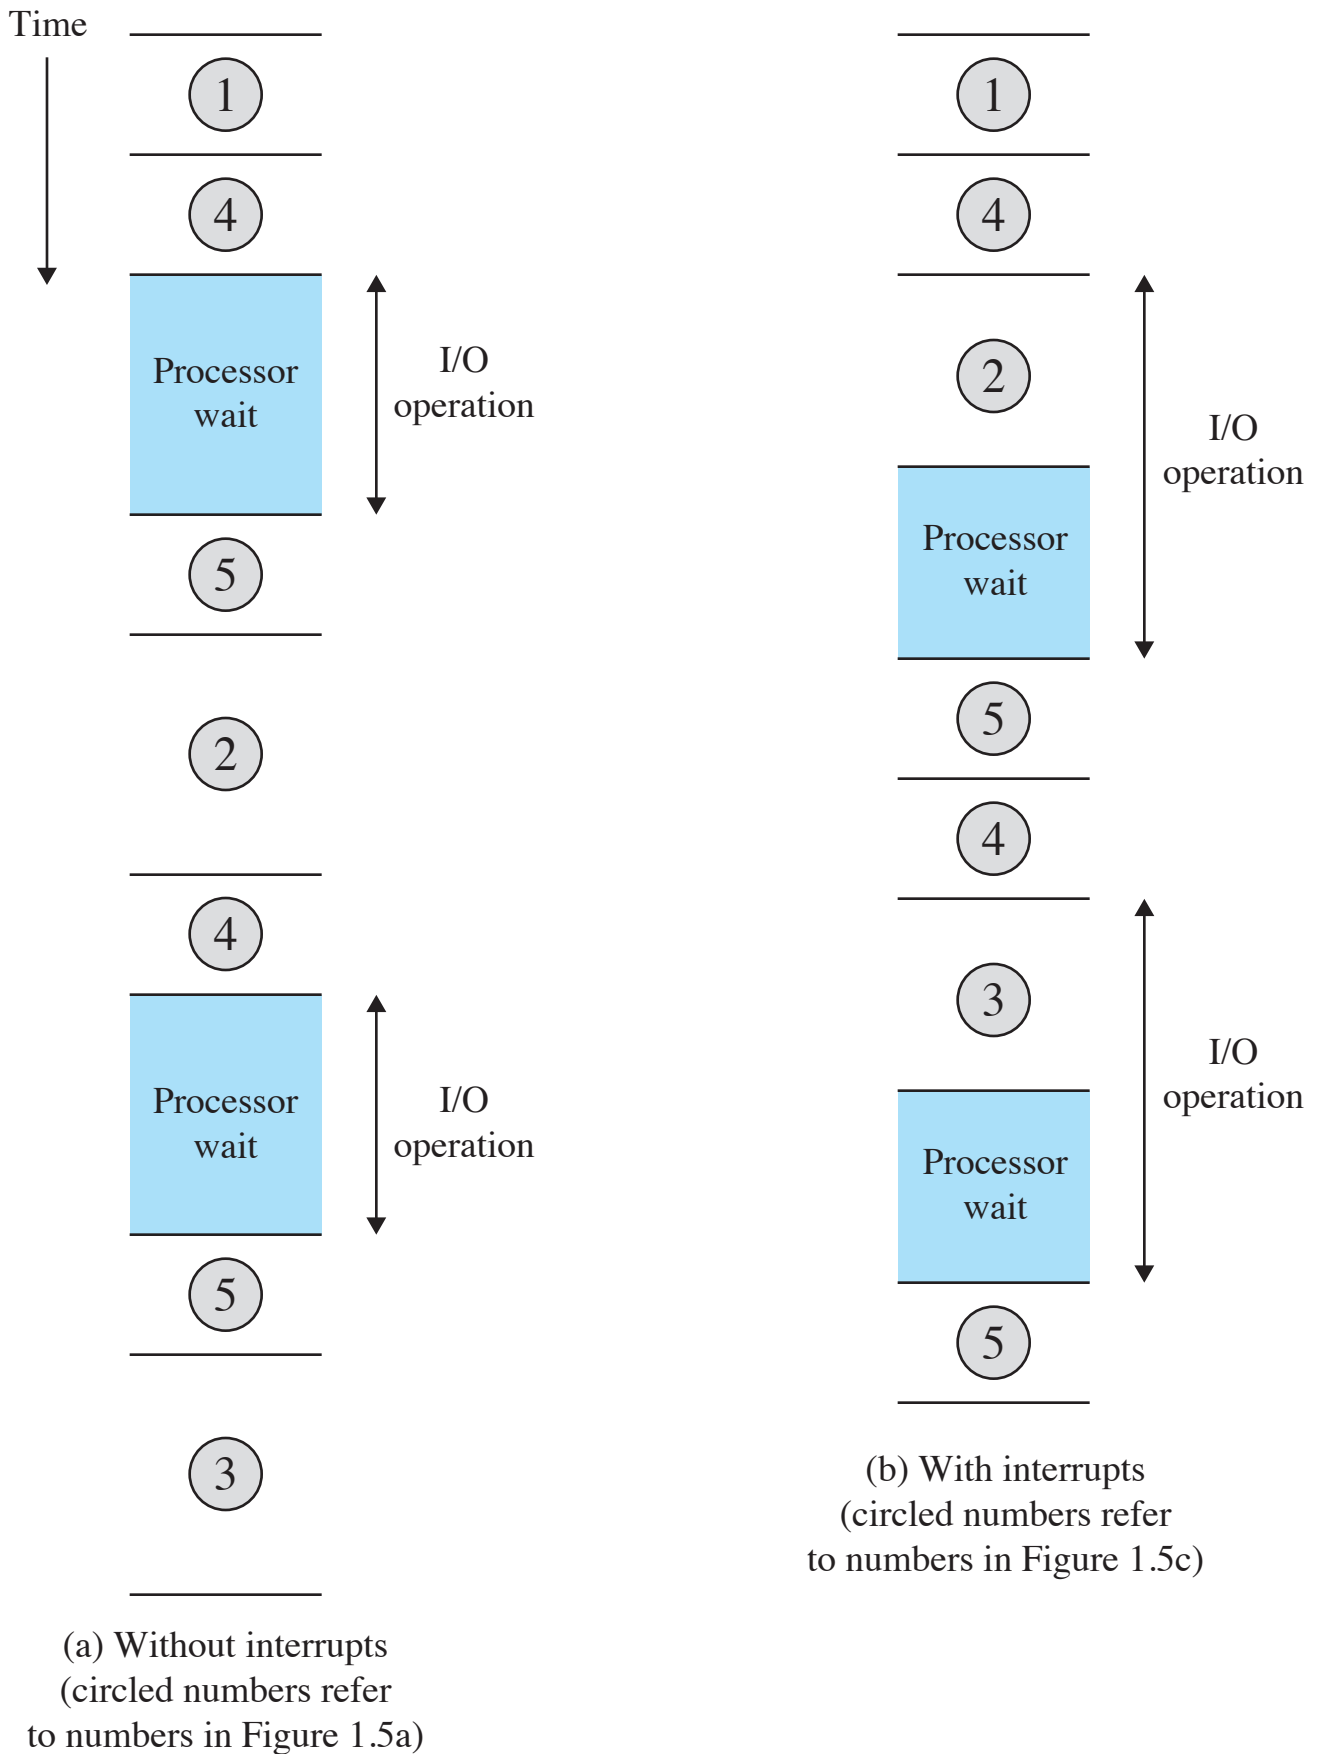 Time
1
4
Processor
wait
I/O
operation
5
2
4
Processor
wait
I/O
operation
5
3
(a) Without interrupts
(circled numbers refer
to numbers in Figure 1.5a)
1
4
2
I/O
operation
Processor
wait
5
4
3
I/O
operation
Processor
wait
5
(b) With interrupts
(circled numbers refer
to numbers in Figure 1.5c)